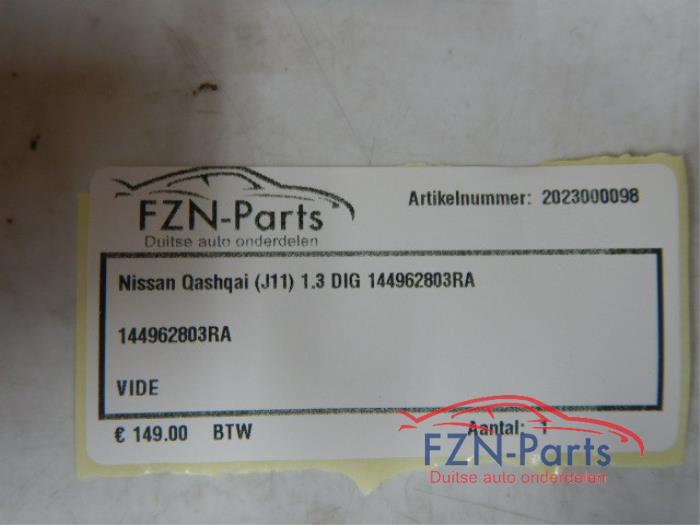 FZN-Parts
Duitse auto onderdelen
Artikelnummer: 2023000098
Nissan Qashqai (J11) 1.3 DIG 144962803RA
144962803RA
VIDE
€ 149.00 BTW
Aantal: 1
FZN-Parts
Duitse auto onderdelen